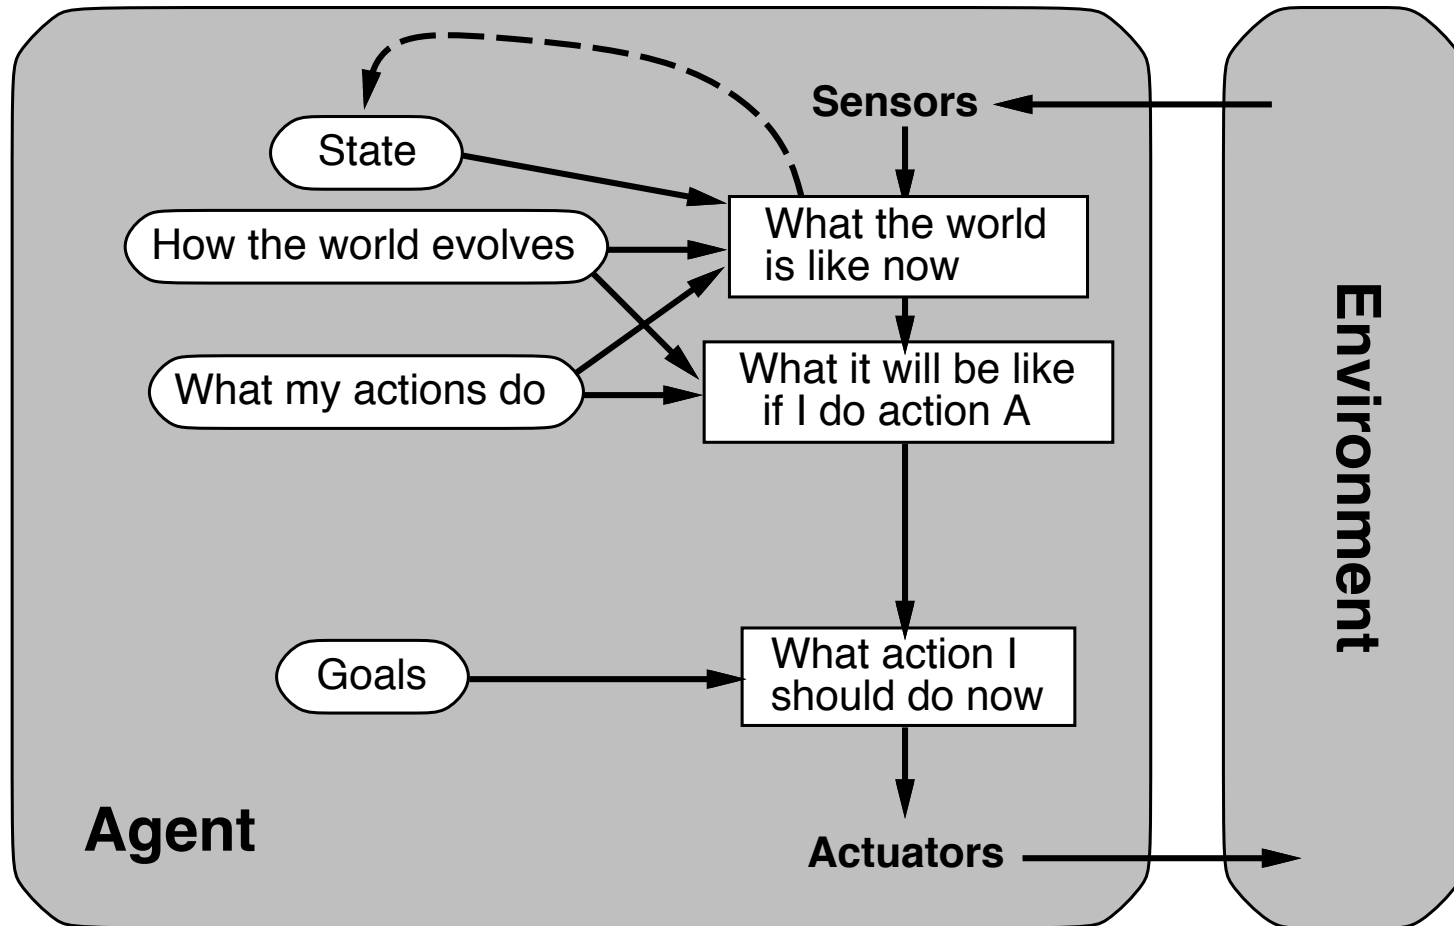 Sensors
State
What the world
is like now
How the world evolves
What it will be like
if I do action A
What my actions do
What action I
should do now
Goals
Agent
Actuators
Environment